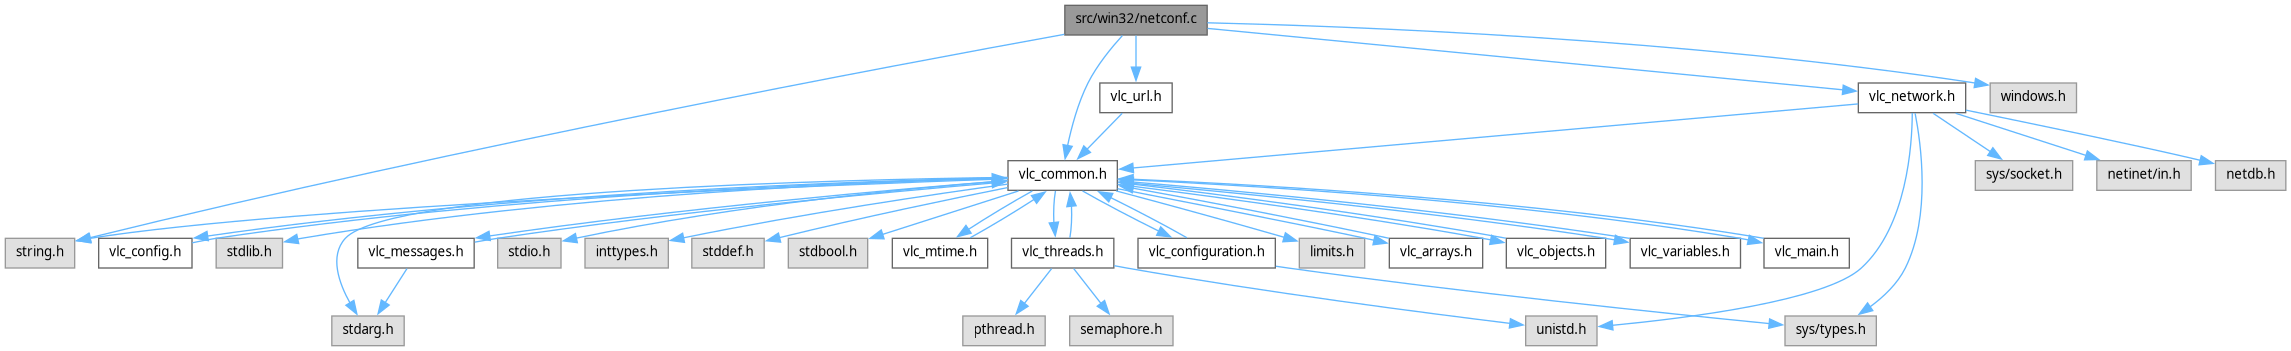 src/win32/netconf.c
vlc_url.h
vlc_network.h
windows.h
vlc_common.h
sys/socket.h
netinet/in.h
netdb.h
string.h
vlc_config.h
stdlib.h
vlc_messages.h
stdio.h
inttypes.h
stddef.h
stdbool.h
vlc_mtime.h
vlc_threads.h
vlc_configuration.h
limits.h
vlc_arrays.h
vlc_objects.h
vlc_variables.h
vlc_main.h
stdarg.h
pthread.h
semaphore.h
unistd.h
sys/types.h